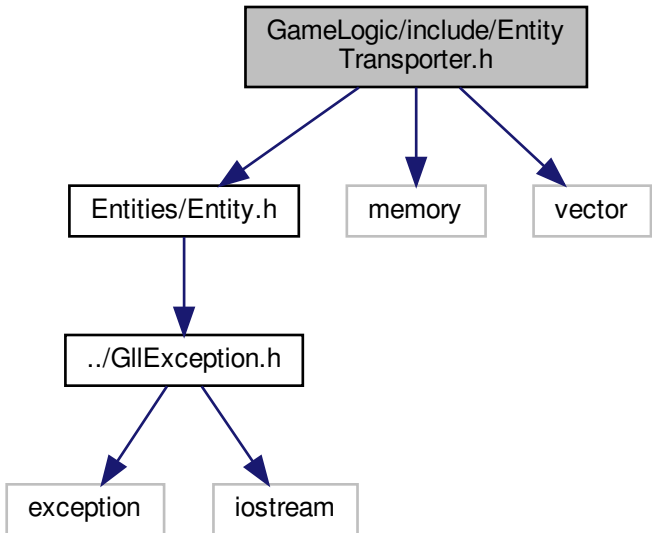 GameLogic/include/Entity
Transporter.h
Entities/Entity.h
memory
vector
../GllException.h
exception
iostream